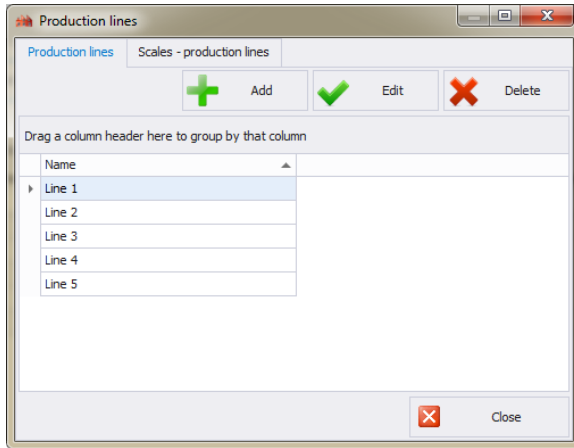 Production lines
Production lines Scales - production lines
Add Edit Delete
Drag a column header here to group by that column
Name
Line 1
Line 2
Line 3
Line 4
Line 5
Close